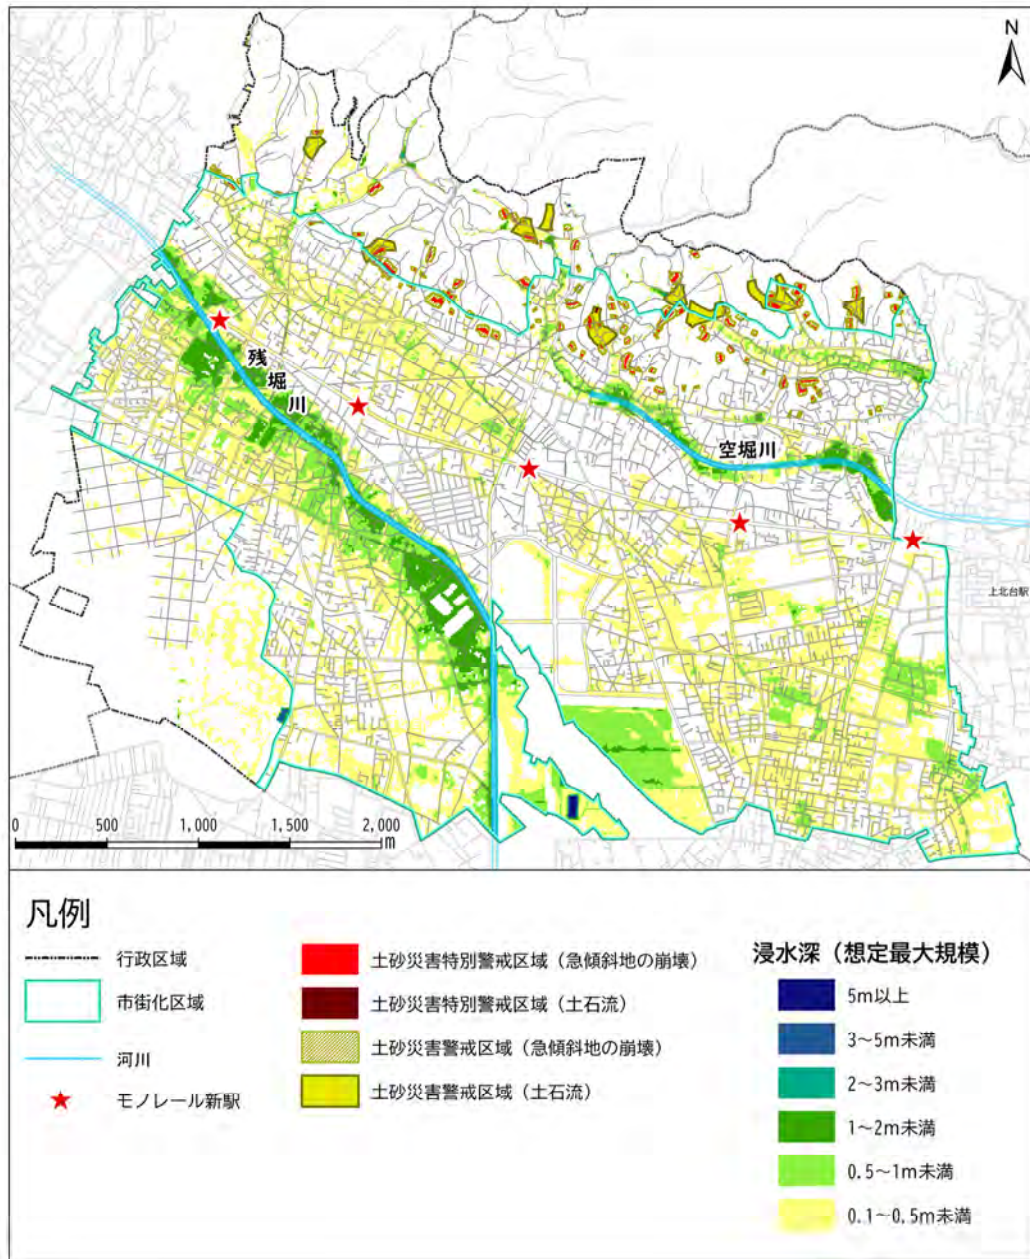 N
残堀川
空堀川
上北台駅
0 500 1,000 1,500 2,000
m
凡例
行政区域
市街化区域
河川
モノレール新駅
土砂災害特別警戒区域（急傾斜地の崩壊）
土砂災害特別警戒区域（土石流）
土砂災害警戒区域（急傾斜地の崩壊）
土砂災害警戒区域（土石流）
浸水深（想定最大規模）
5m以上
3～5m未満
2～3m未満
1～2m未満
0.5～1m未満
0.1～0.5m未満